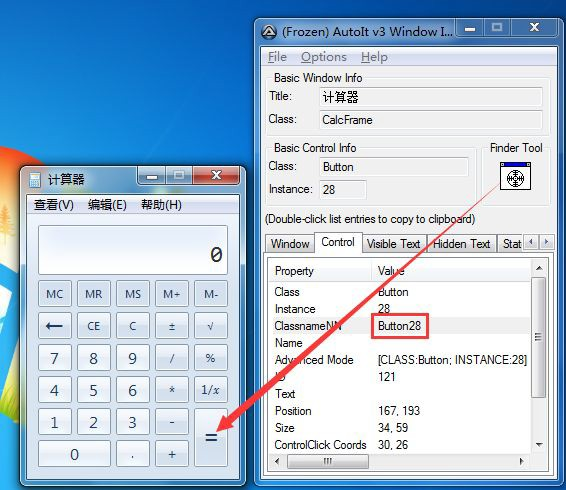 (Frozen) AutoIt v3 Window I...
File Options Help
Basic Window Info
Title: 计算器
Class: CalcFrame
Basic Control Info
Class: Button
Instance: 28
Finder Tool
(Double-click list entries to copy to clipboard)
Window Control Visible Text Hidden Text Stat
Property Value
Class Button
Instance 28
ClassnameNN Button28
Name
Advanced Mode [CLASS:Button; INSTANCE:28]
ID 121
Text
Position 167, 193
Size 34, 59
ControlClick Coords 30, 26
计算器
查看(V) 编辑(E) 帮助(H)
0
MC MR MS M+ M-
← CE C ± √
7 8 9 / %
4 5 6 * 1/x
1 2 3 - =
0 . +